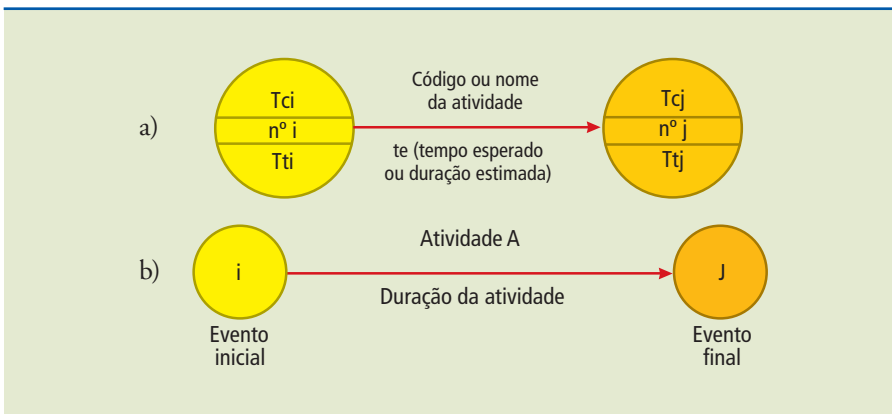 a)
Tci
nº i
Tti
Código ou nome
da atividade
te (tempo esperado
ou duração estimada)
Tcj
nº j
Ttj
b)
i
Atividade A
Duração da atividade
J
Evento
inicial
Evento
final